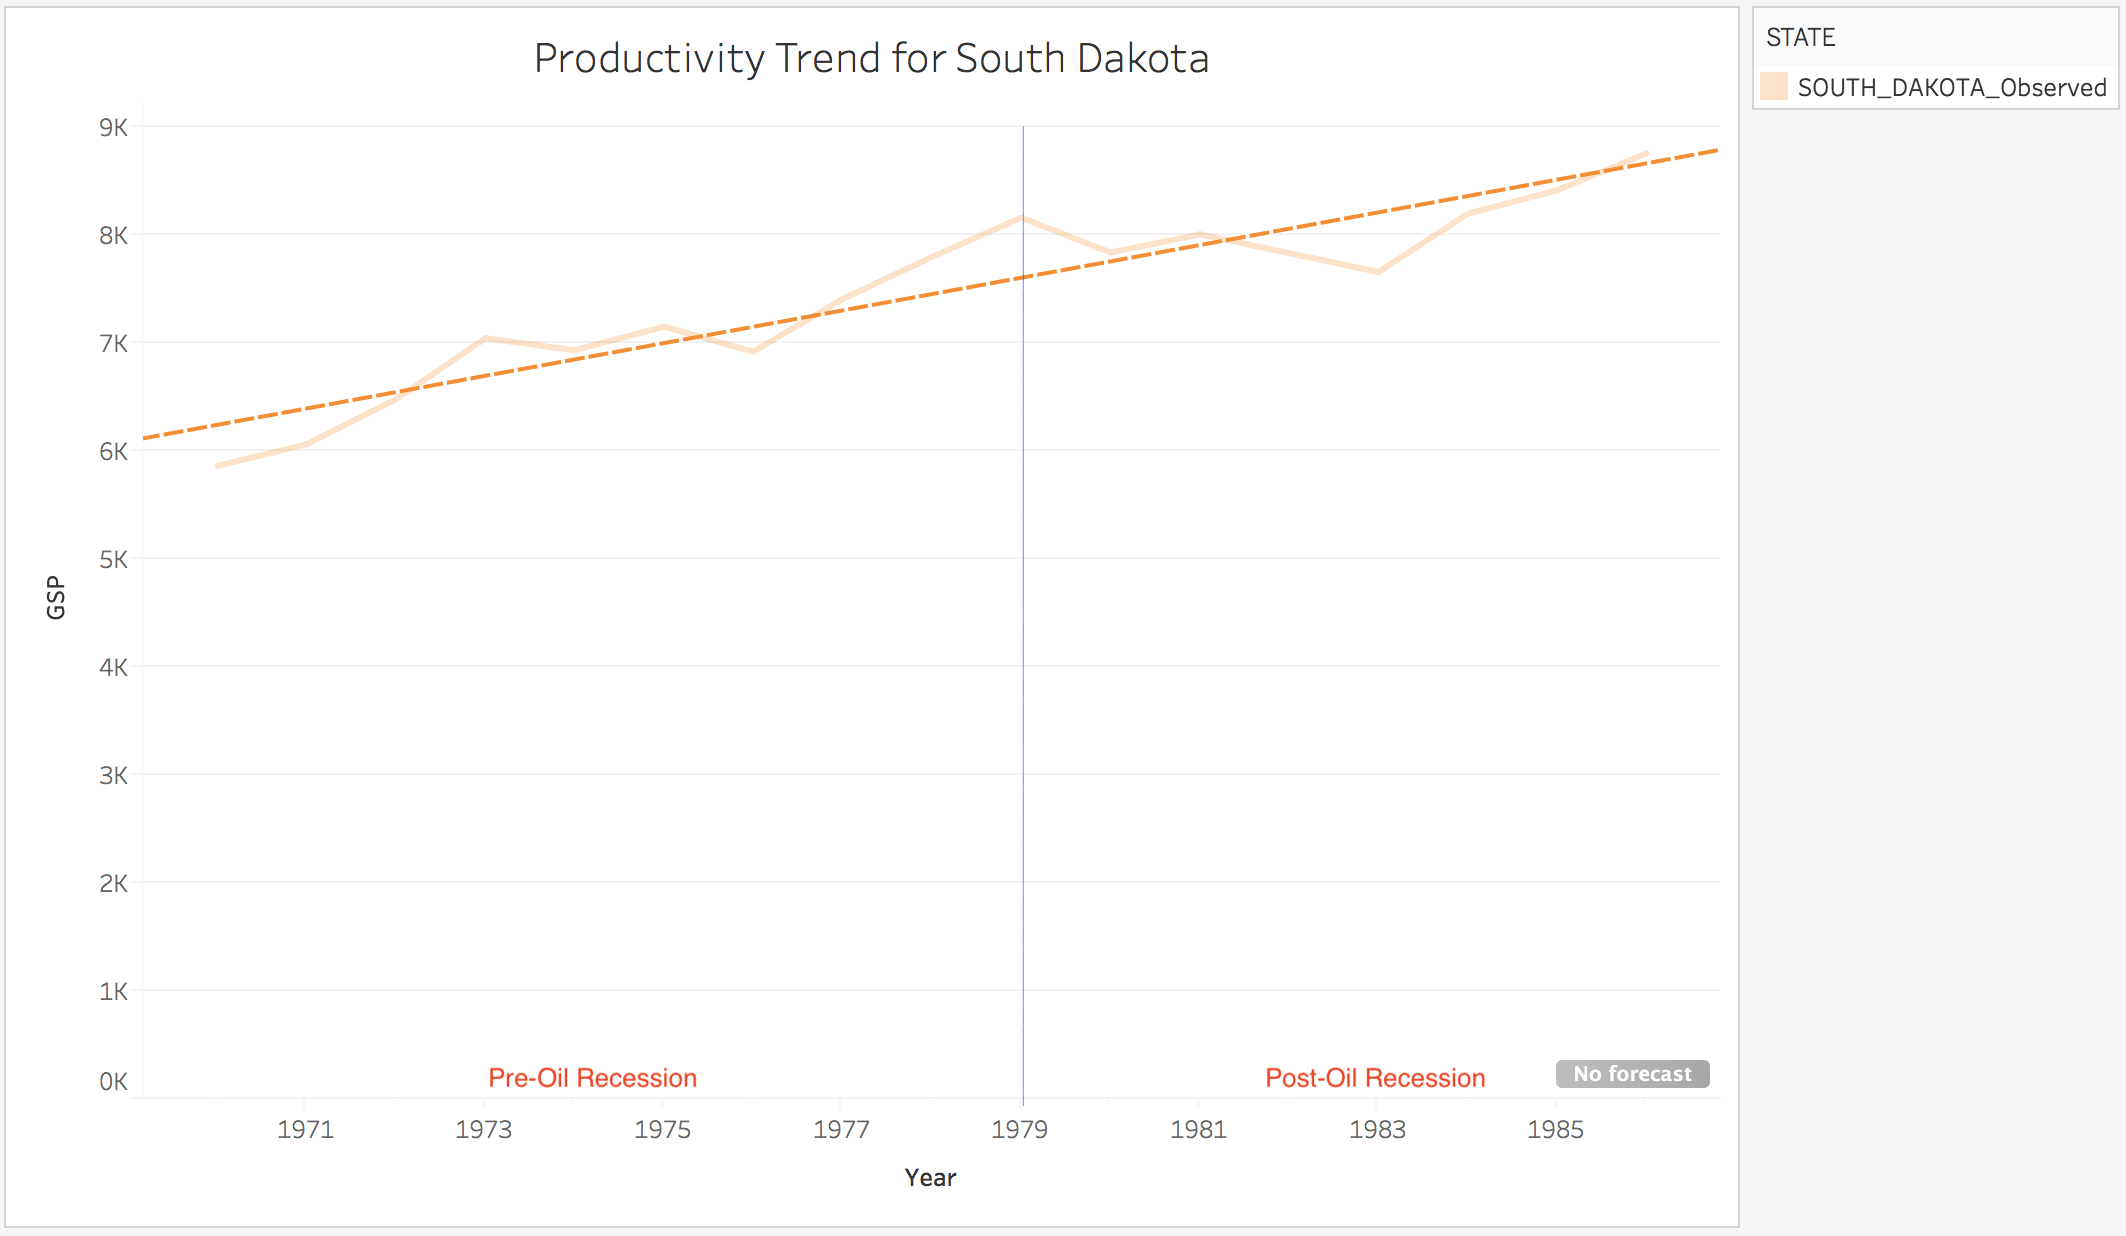 Productivity Trend for South Dakota
STATE
SOUTH_DAKOTA_Observed
9K
8K
7K
6K
5K
4K
3K
2K
1K
0K
GSP
Pre-Oil Recession
Post-Oil Recession
No forecast
1971 1973 1975 1977 1979 1981 1983 1985
Year